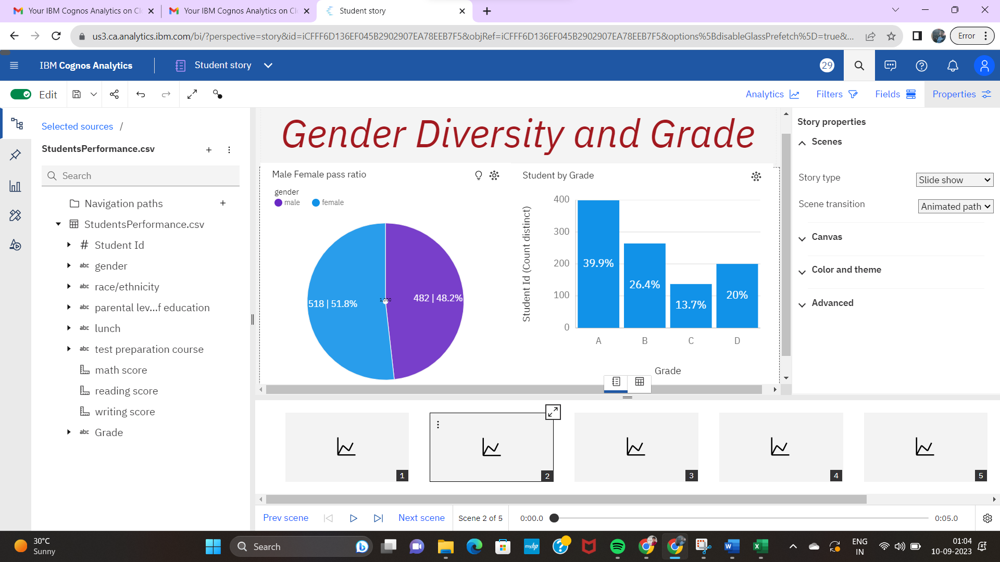 Your IBM Cognos Analytics on Cl
Your IBM Cognos Analytics on Cl
Student story
us3.ca.analytics.ibm.com/bi/?perspective=story&id=iCFFF6D136EF045B2902907EA78EEB7F5&objRef=iCFFF6D136EF045B2902907EA78EEB7F5&options%5BdisableGlassPrefetch%5D=true&...
Error
IBM Cognos Analytics
Student story
29
Edit
Analytics
Filters
Fields
Properties
Selected sources /
StudentsPerformance.csv
Search
Navigation paths
StudentsPerformance.csv
# Student Id
abc gender
abc race/ethnicity
abc parental lev...f education
abc lunch
abc test preparation course
math score
reading score
writing score
abc Grade
Gender Diversity and Grade
Male Female pass ratio
gender
male
female
518 | 51.8%
1,000
482 | 48.2%
Student by Grade
Student Id (Count distinct)
400
300
200
100
0
39.9%
26.4%
13.7%
20%
A
B
C
D
Grade
Story properties
Scenes
Story type
Slide show
Scene transition
Animated path
Canvas
Color and theme
Advanced
1
2
3
4
5
Prev scene
Next scene
Scene 2 of 5
0:00.0
0:05.0
30°C
Sunny
Search
myhp
ENG
IN
01:04
10-09-2023